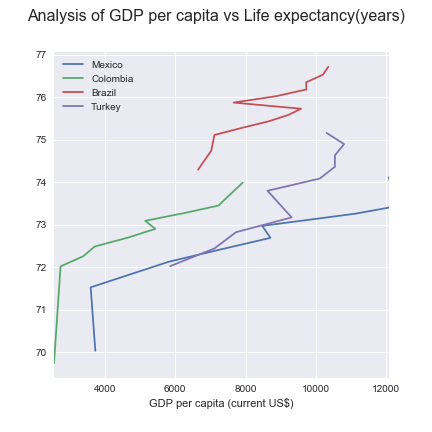 Analysis of GDP per capita vs Life expectancy(years)
77
76
75
74
73
72
71
70
Mexico
Colombia
Brazil
Turkey
4000 6000 8000 10000 12000
GDP per capita (current US$)